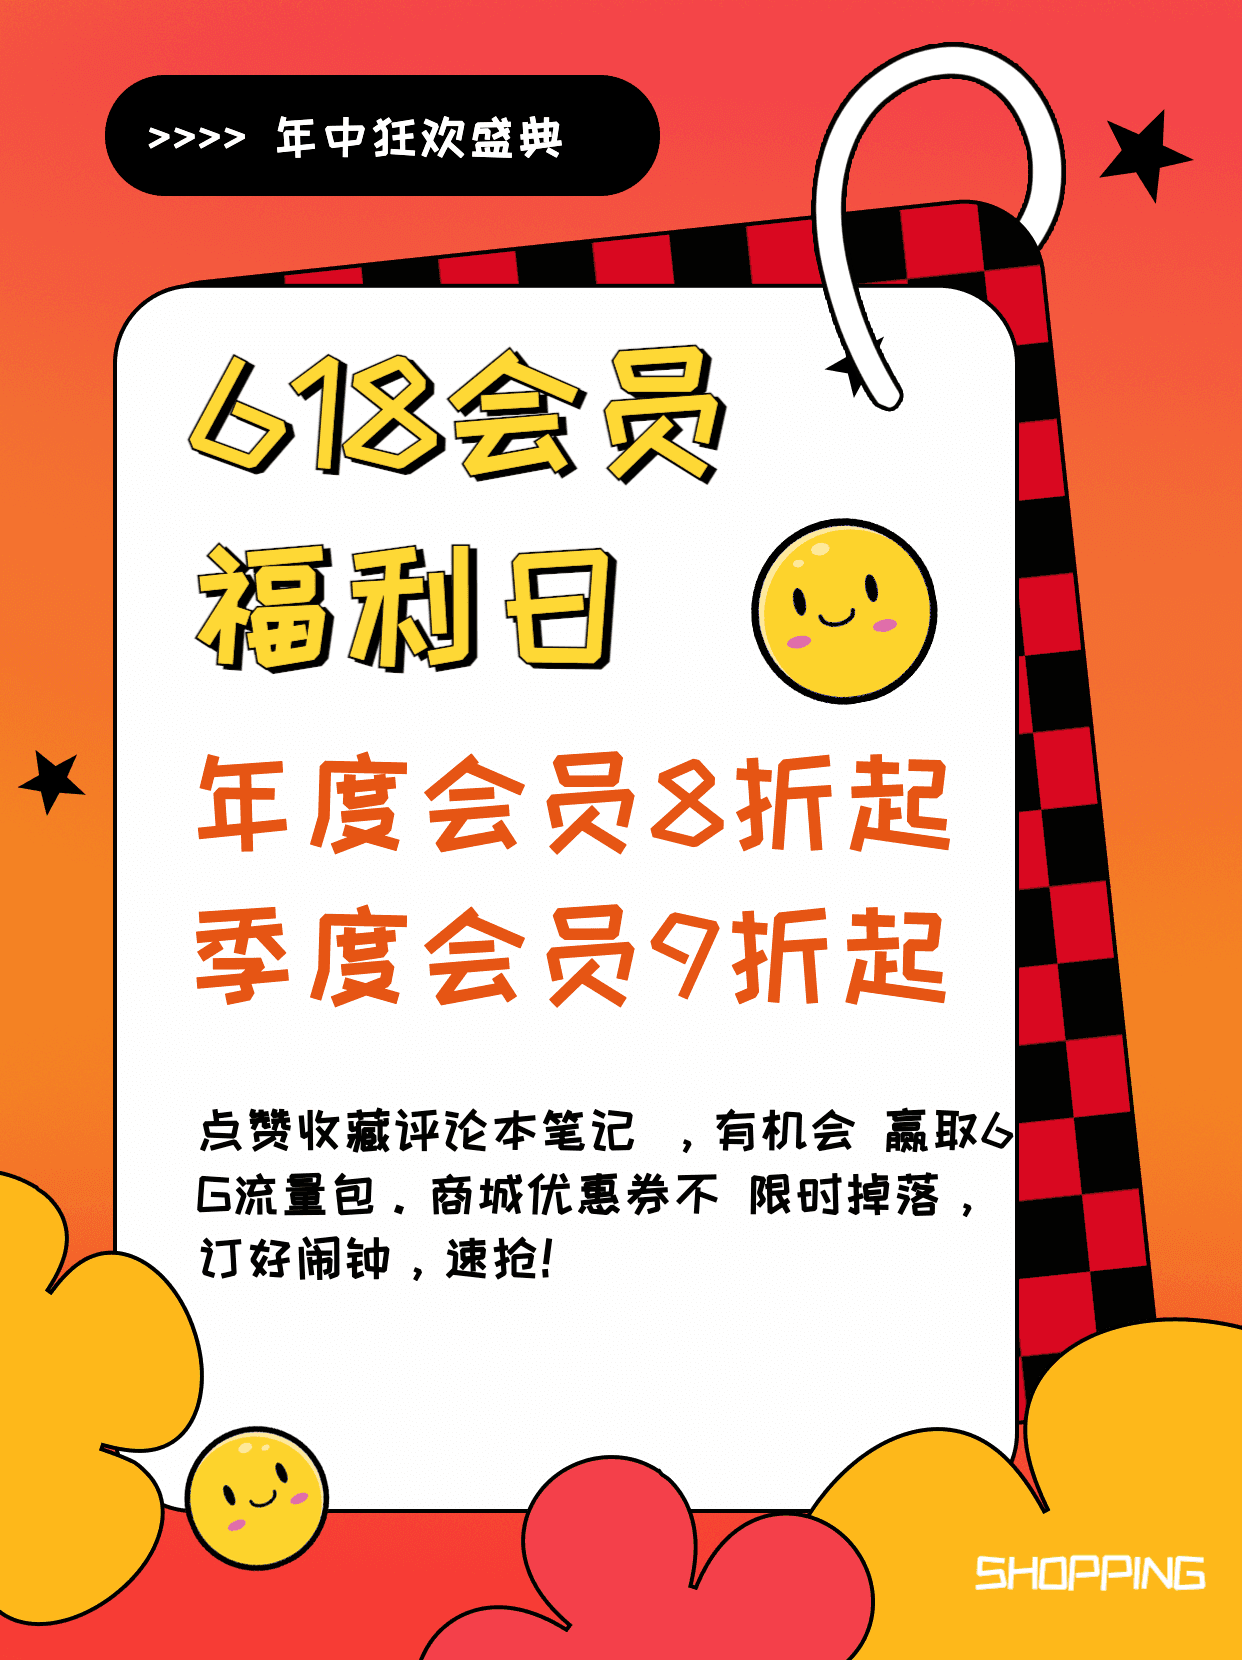 >>>> 年中狂欢盛典
618会员
福利日
年度会员8折起
季度会员9折起
点赞收藏评论本笔记 ，有机会 赢取6
G流量包．商城优惠券不 限时掉落，
订好闹钟，速抢!
SHOPPING